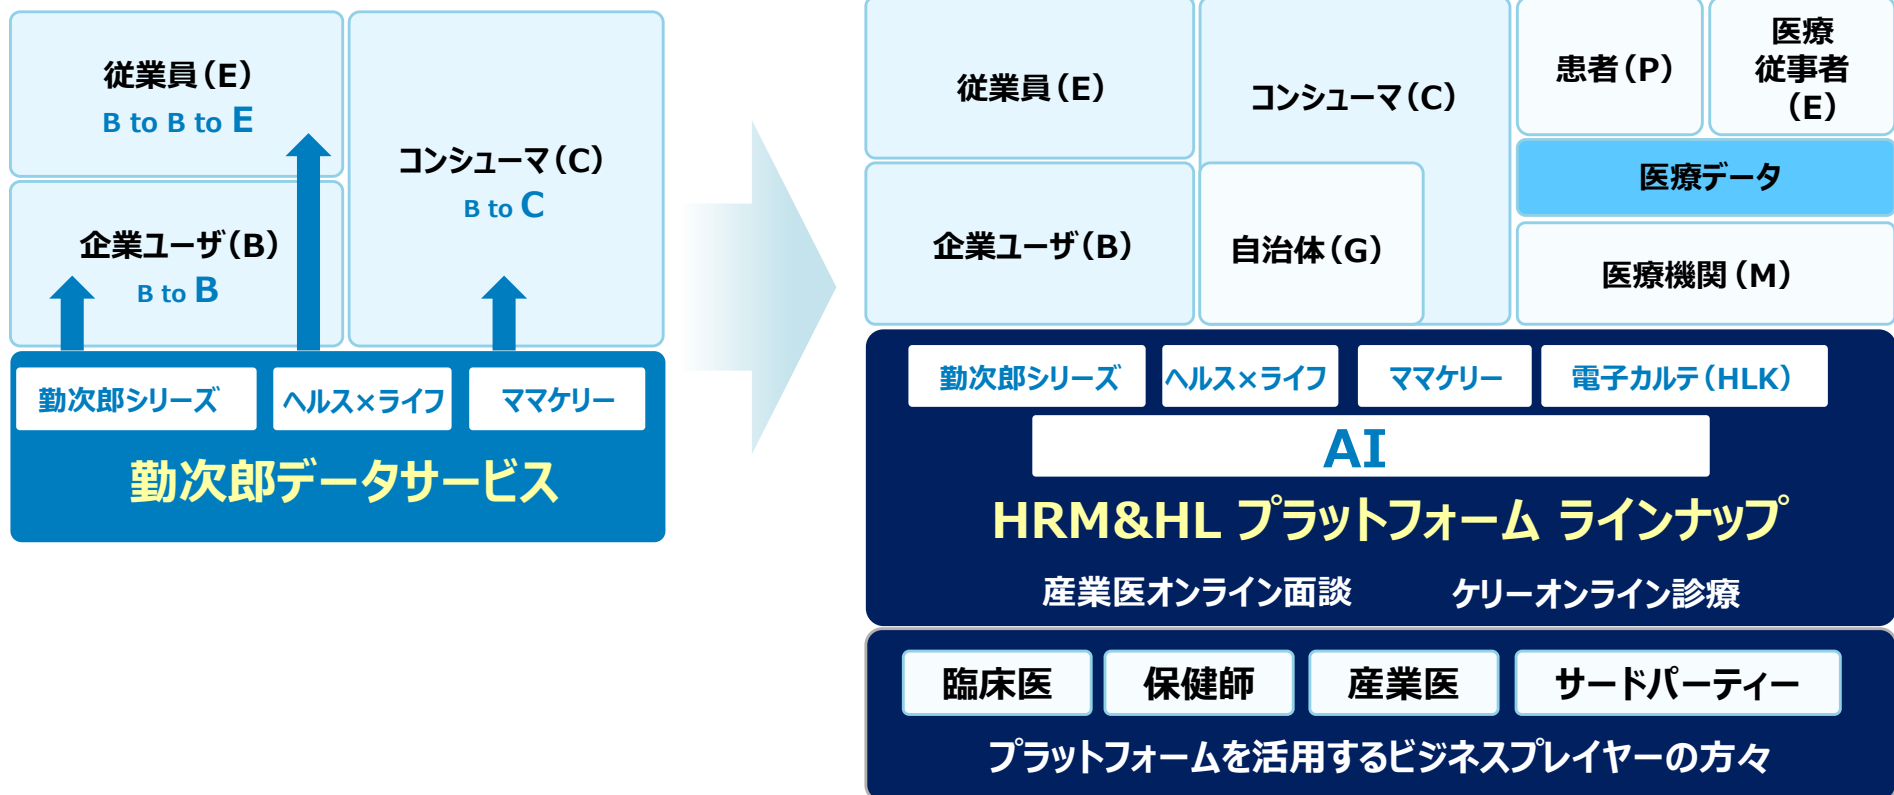 従業員（E）
B to B to E
企業ユーザ（B）
B to B
コンシューマ（C）
B to C
勤次郎シリーズ
ヘルス×ライフ
ママケリー
勤次郎データサービス
従業員（E）
企業ユーザ（B）
コンシューマ（C）
自治体（G）
患者（P）
医療
従事者
（E）
医療データ
医療機関（M）
勤次郎シリーズ
ヘルス×ライフ
ママケリー
電子カルテ（HLK）
AI
HRM&HL プラットフォーム ラインナップ
産業医オンライン面談
ケリーオンライン診療
臨床医
保健師
産業医
サードパーティー
プラットフォームを活用するビジネスプレイヤーの方々